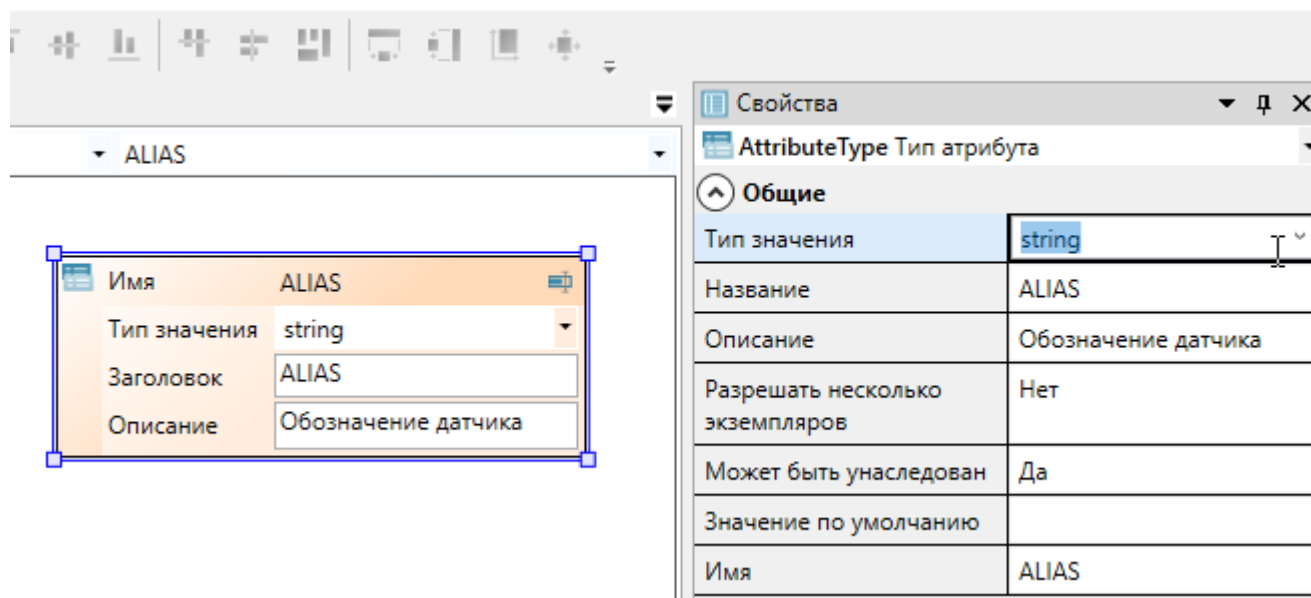 Свойства
ALIAS
AttributeType Тип атрибута
Общие
Тип значения string
Название ALIAS
Описание Обозначение датчика
Разрешать несколько
экземпляров
Нет
Может быть унаследован Да
Значение по умолчанию
Имя ALIAS
Имя ALIAS
Тип значения string
Заголовок ALIAS
Описание Обозначение датчика